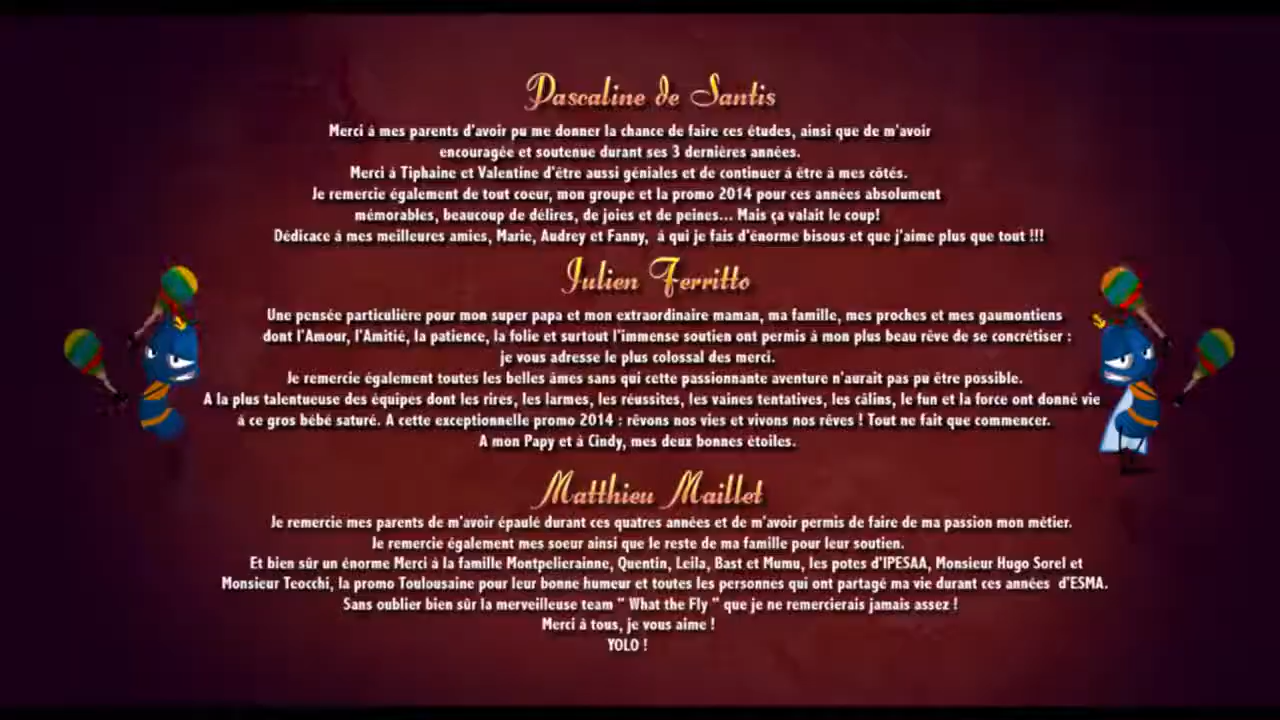 Pascaline de Santis
Merci à mes parents d'avoir pu me donner la chance de faire ces études, ainsi que de m'avoir
encouragée et soutenue durant ses 3 dernières années.
Merci à Tiphaine et Valentine d'être aussi géniales et de continuer à être à mes côtés.
Je remercie également de tout coeur, mon groupe et la promo 2014 pour ces années absolument
mémorables, beaucoup de délires, de joies et de peines... Mais ça valait le coup!
Dédicace à mes meilleures amies, Marie, Audrey et Fanny, à qui je fais d'énorme bisous et que j'aime plus que tout !!!
Julien Ferritto
Une pensée particulière pour mon super papa et mon extraordinaire maman, ma famille, mes proches et mes gaumontiens
dont l'Amour, l'Amitié, la patience, la folie et surtout l'immense soutien ont permis à mon plus beau rêve de se concrétiser :
je vous adresse le plus colossal des merci.
Je remercie également toutes les belles âmes sans qui cette passionnante aventure n'aurait pas pu être possible.
A la plus talentueuse des équipes dont les rires, les larmes, les réussites, les vaines tentatives, les câlins, le fun et la force ont donné vie
à ce gros bébé saturé. A cette exceptionnelle promo 2014 : rêvons nos vies et vivons nos rêves ! Tout ne fait que commencer.
A mon Papy et à Cindy, mes deux bonnes étoiles.
Matthieu Maillet
Je remercie mes parents de m'avoir épaulé durant ces quatres années et de m'avoir permis de faire de ma passion mon métier.
Je remercie également mes soeur ainsi que le reste de ma famille pour leur soutien.
Et bien sûr un énorme Merci à la famille Montpelierainne, Quentin, Leila, Bast et Mumu, les potes d'IPESAA, Monsieur Hugo Sorel et
Monsieur Teocchi, la promo Toulousaine pour leur bonne humeur et toutes les personnes qui ont partagé ma vie durant ces années d'ESMA.
Sans oublier bien sûr la merveilleuse team " What the Fly " que je ne remercierais jamais assez !
Merci à tous, je vous aime !
YOLO !